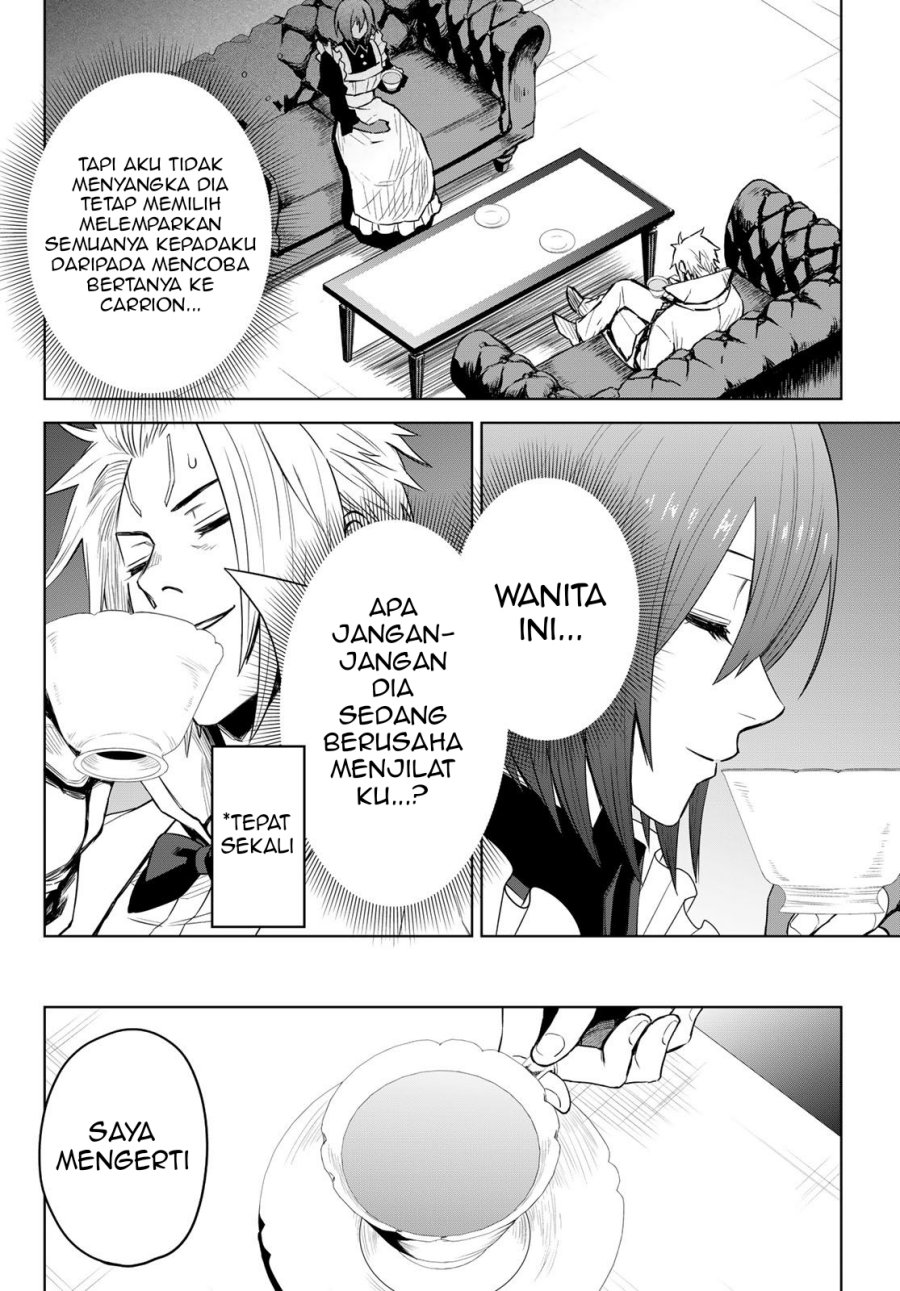 TAPI AKU TIDAK
MENYANGKA DIA
TETAP MEMILIH
MELEMPARKAN
SEMUANYA KEPADAKU
DARIPADA MENCOBA
BERTANYA KE
CARRION...
WANITA
INI...
APA
JANGAN-
JANGAN
DIA
SEDANG
BERUSAHA
MENJILAT
KU...?
*TEPAT
SEKALI
SAYA
MENGERTI